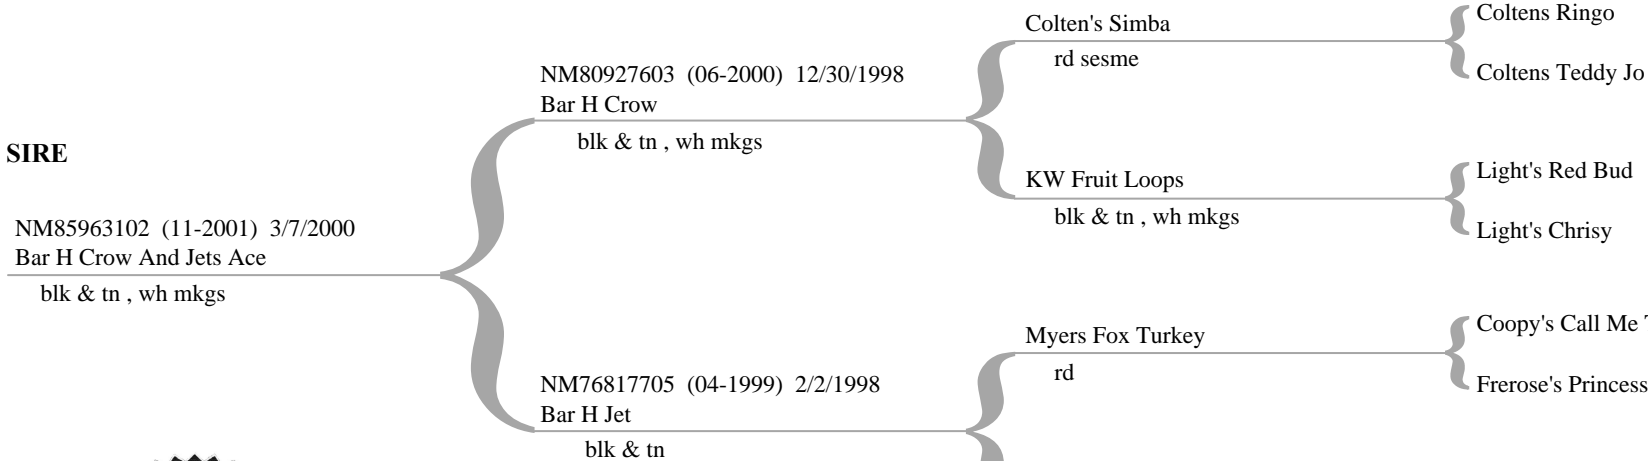 SIRE
NM85963102 (11-2001) 3/7/2000
Bar H Crow And Jets Ace
blk & tn , wh mkgs
NM80927603 (06-2000) 12/30/1998
Bar H Crow
blk & tn , wh mkgs
NM76817705 (04-1999) 2/2/1998
Bar H Jet
blk & tn
Colten's Simba
rd sesme
KW Fruit Loops
blk & tn , wh mkgs
Myers Fox Turkey
rd
Coltens Ringo
Coltens Teddy Jo
Light's Red Bud
Light's Chrisy
Coopy's Call Me
Frerose's Princess